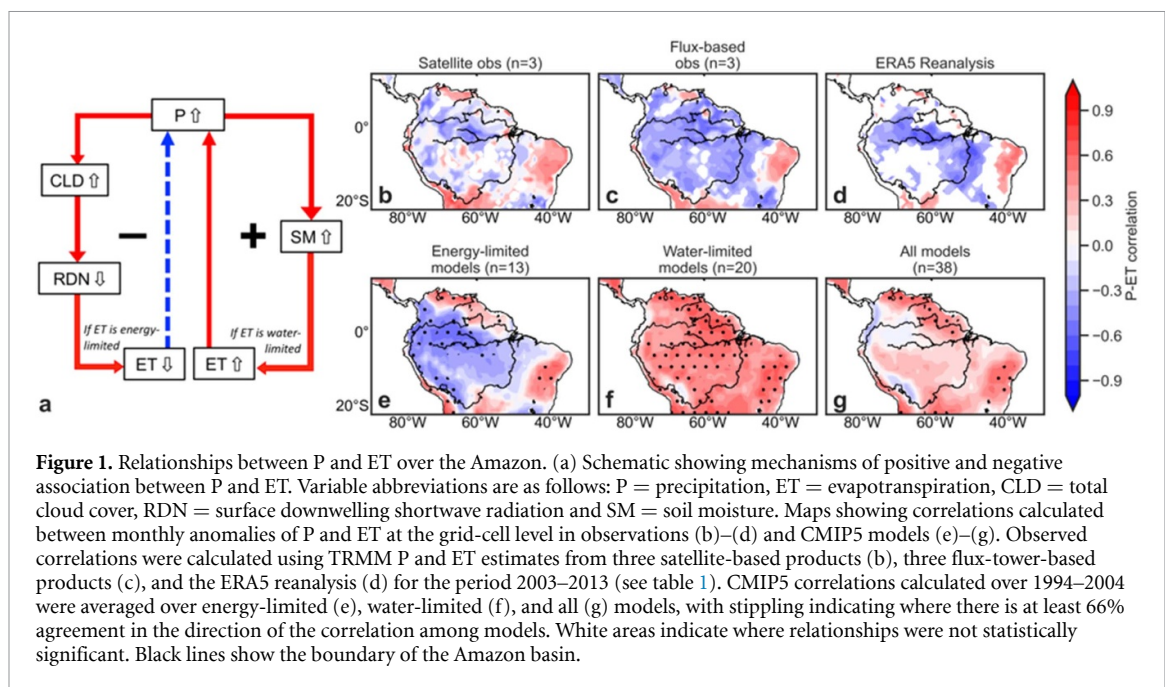 Satellite obs (n=3)
Flux-based
obs (n=3)
ERA5 Reanalysis
P⇧
CLD⇧
RDN⇩
−
+
SM⇧
If ET is energy-
limited
If ET is water-
limited
ET⇩
ET⇧
a
0°
20°S
b
c
d
80°W
60°W
40°W
80°W
60°W
40°W
80°W
60°W
40°W
Energy-limited
models (n=13)
Water-limited
models (n=20)
All models
(n=38)
0°
20°S
e
f
g
80°W
60°W
40°W
80°W
60°W
40°W
80°W
60°W
40°W
0.9
0.6
0.3
0.0
−0.3
−0.6
−0.9
P-ET correlation
Figure 1. Relationships between P and ET over the Amazon. (a) Schematic showing mechanisms of positive and negative
association between P and ET. Variable abbreviations are as follows: P = precipitation, ET = evapotranspiration, CLD = total
cloud cover, RDN = surface downwelling shortwave radiation and SM = soil moisture. Maps showing correlations calculated
between monthly anomalies of P and ET at the grid-cell level in observations (b)–(d) and CMIP5 models (e)–(g). Observed
correlations were calculated using TRMM P and ET estimates from three satellite-based products (b), three flux-tower-based
products (c), and the ERA5 reanalysis (d) for the period 2003–2013 (see table 1). CMIP5 correlations calculated over 1994–2004
were averaged over energy-limited (e), water-limited (f), and all (g) models, with stippling indicating where there is at least 66%
agreement in the direction of the correlation among models. White areas indicate where relationships were not statistically
significant. Black lines show the boundary of the Amazon basin.